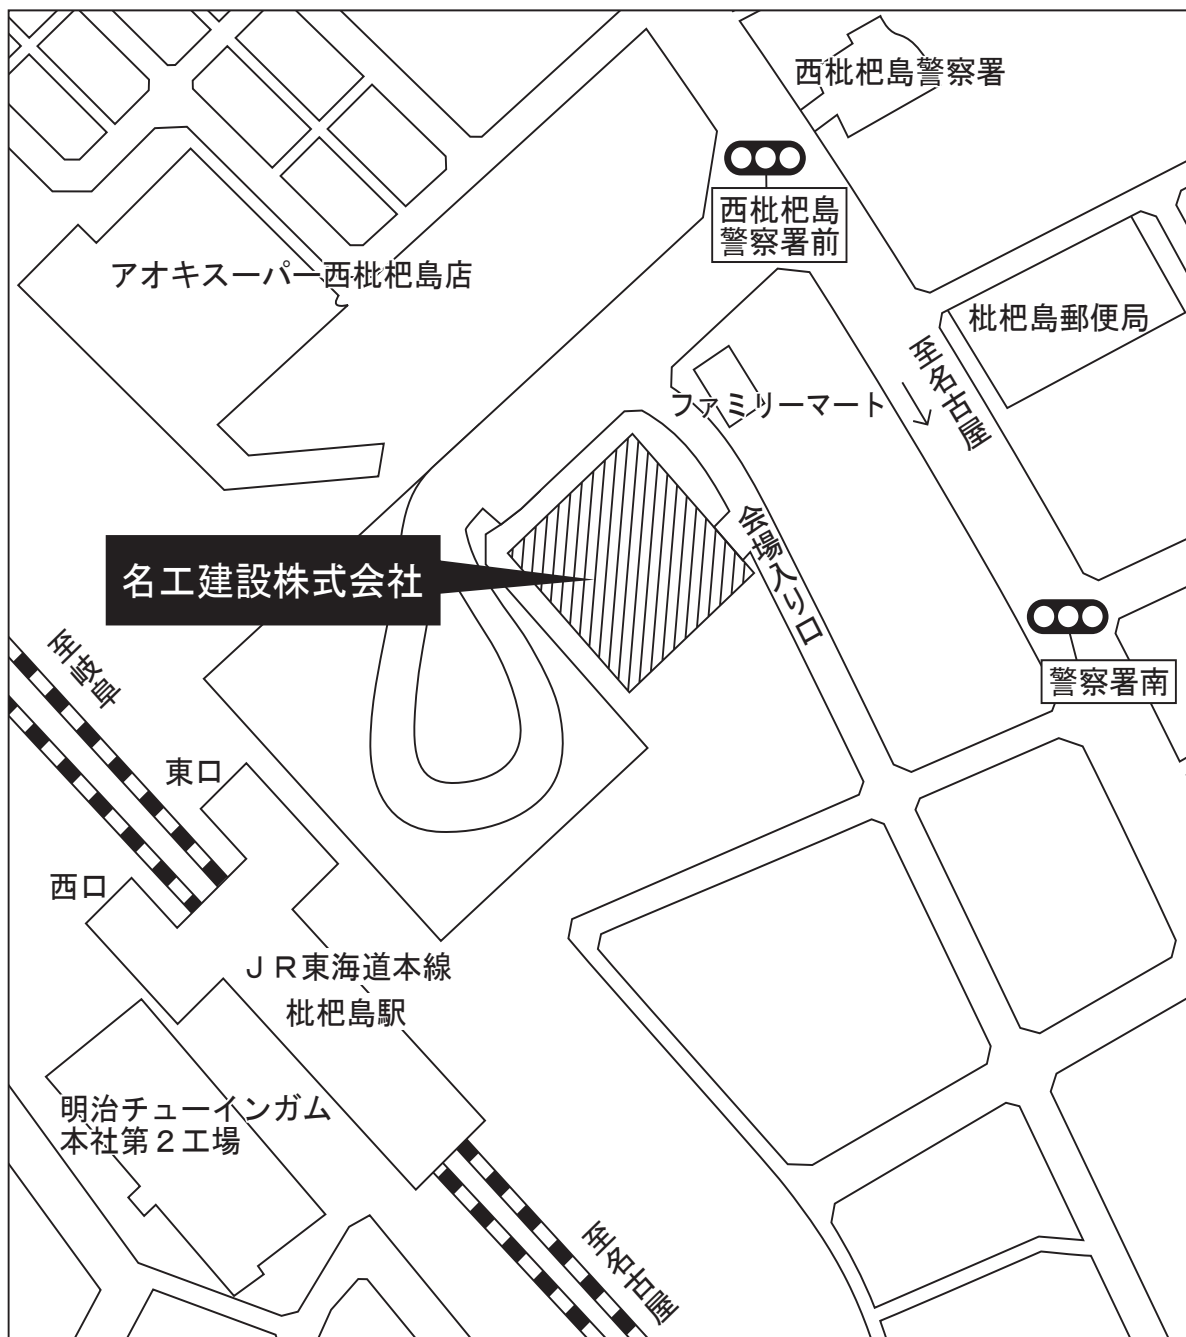 西枇杷島警察署
西枇杷島
警察署前
アオキスーパー西枇杷島店
枇杷島郵便局
至名古屋
ファミリーマート
会場入り口
名工建設株式会社
至岐阜
警察署南
東口
西口
ＪＲ東海道本線
枇杷島駅
明治チューインガム
本社第２工場
至名古屋